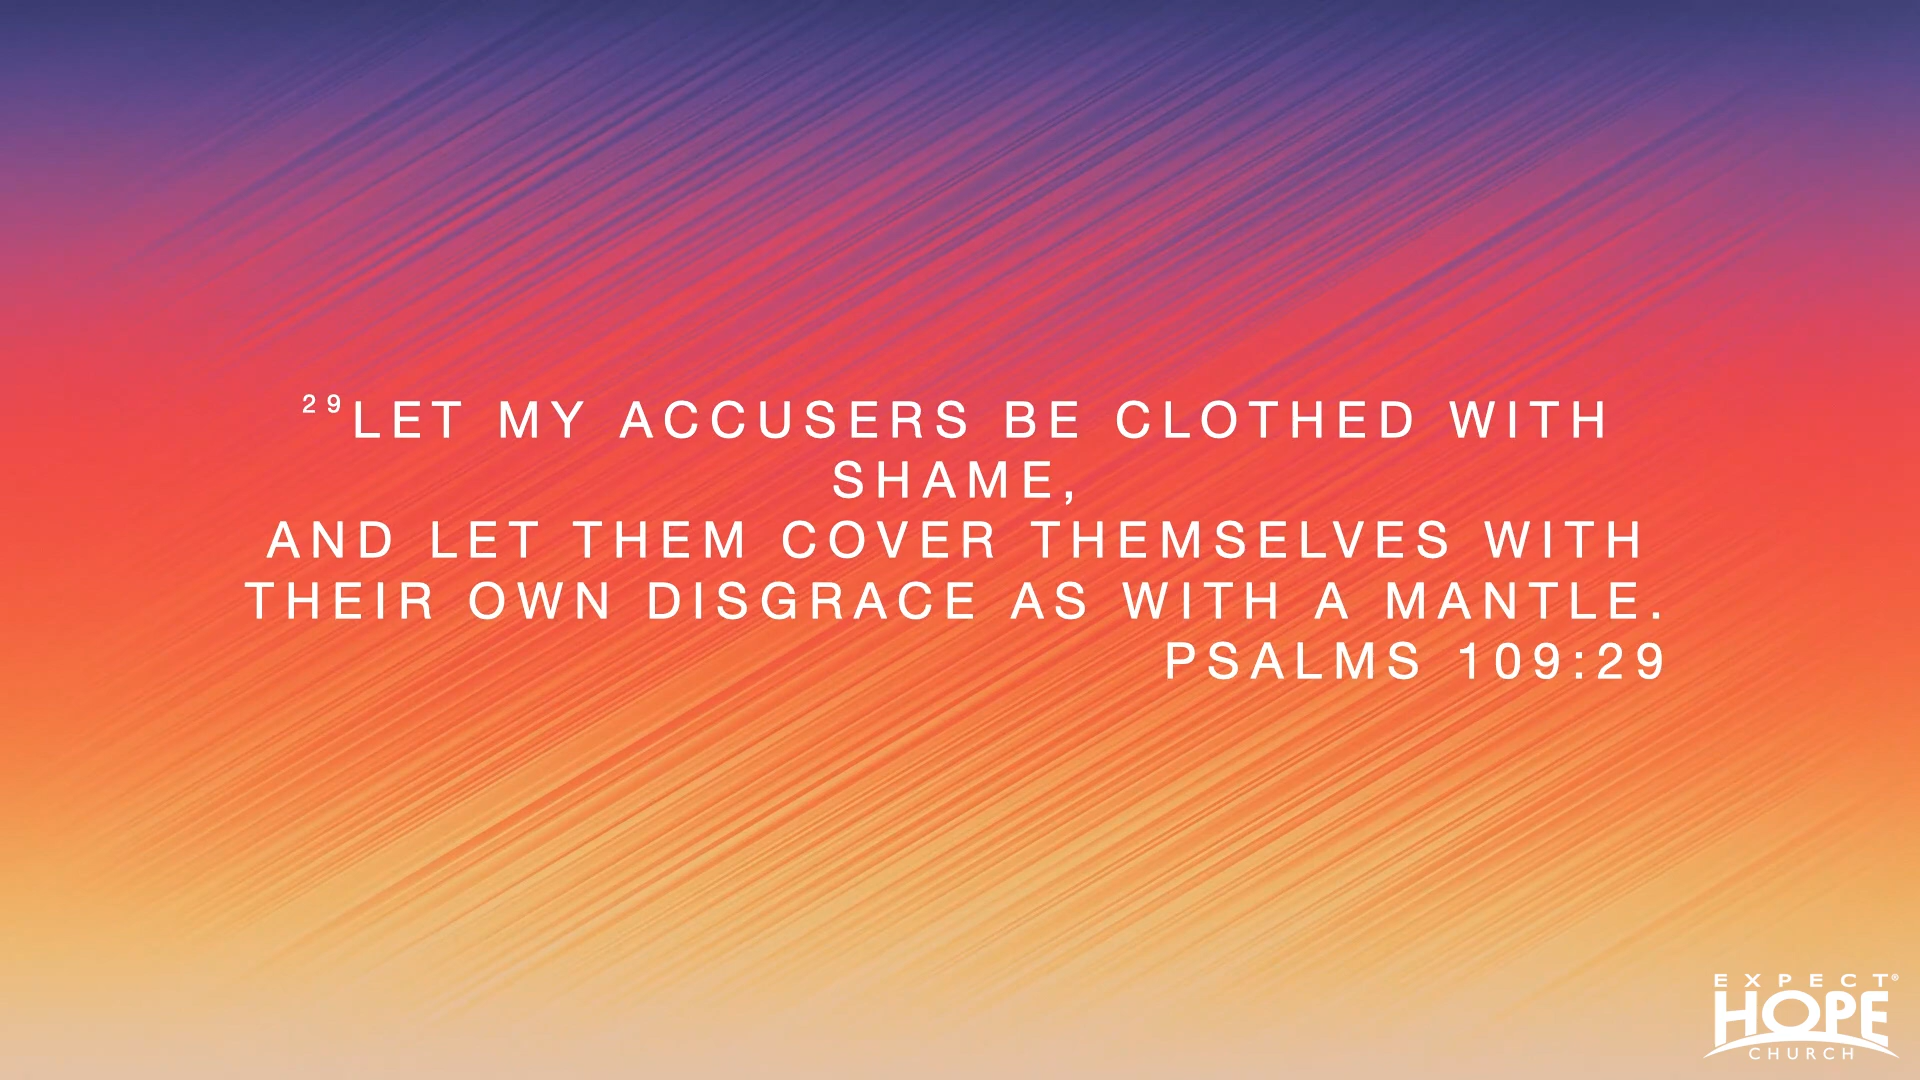 29LET MY ACCUSERS BE CLOTHED WITH
SHAME,
AND LET THEM COVER THEMSELVES WITH
THEIR OWN DISGRACE AS WITH A MANTLE.
PSALMS 109:29
EXPECT®
HOPE
CHURCH